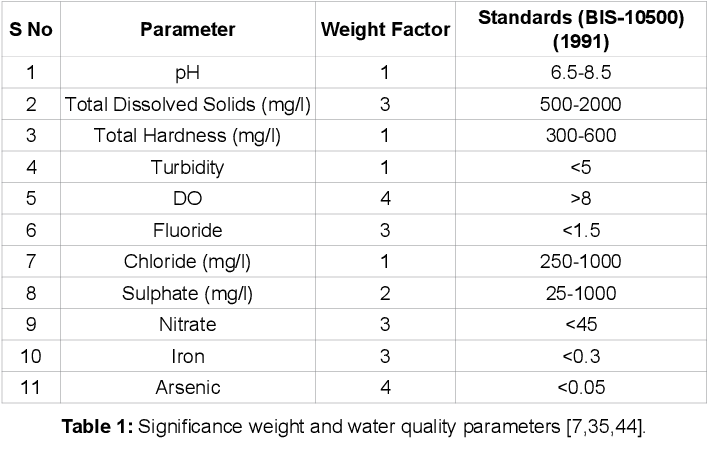 S No Parameter Weight Factor Standards (BIS-10500)
(1991)
1 pH 1 6.5-8.5
2 Total Dissolved Solids (mg/l) 3 500-2000
3 Total Hardness (mg/l) 1 300-600
4 Turbidity 1 <5
5 DO 4 >8
6 Fluoride 3 <1.5
7 Chloride (mg/l) 1 250-1000
8 Sulphate (mg/l) 2 25-1000
9 Nitrate 3 <45
10 Iron 3 <0.3
11 Arsenic 4 <0.05
Table 1: Significance weight and water quality parameters [7,35,44].